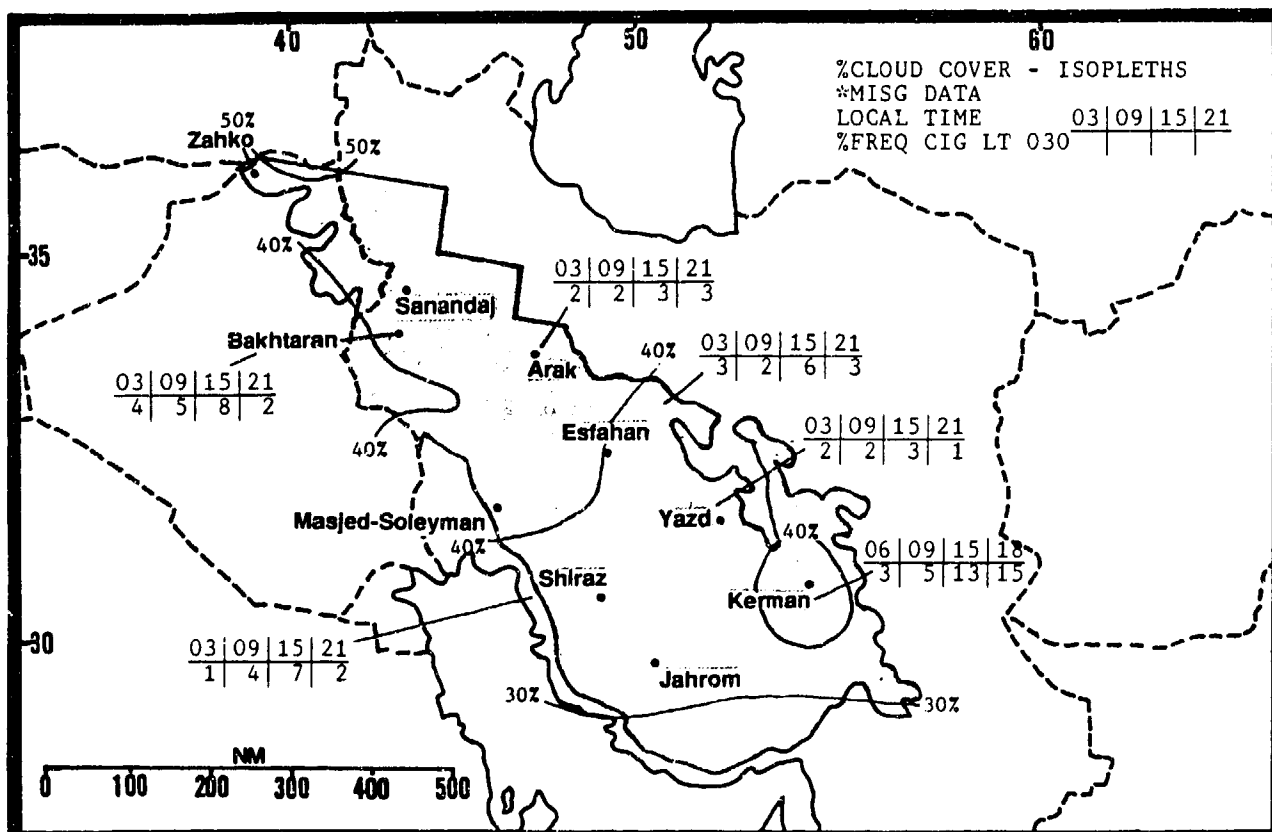 40 50 60
%CLOUD COVER - ISOPLETHS
*MISG DATA
LOCAL TIME 03 09 15 21
%FREQ CIG LT 030
50%
Zahko
50%
35
40%
03 09 15 21
2 2 3 3
Sanandaj
Bakhtaran
Arak
40%
03 09 15 21
3 2 6 3
03 09 15 21
4 5 8 2
Esfahan
40%
03 09 15 21
2 2 3 1
Masjed-Soleyman
Yazd
40%
40%
06 09 15 18
3 5 13 15
Shiraz
Kerman
30
03 09 15 21
1 4 7 2
Jahrom
30%
30%
NM
0 100 200 300 400 500